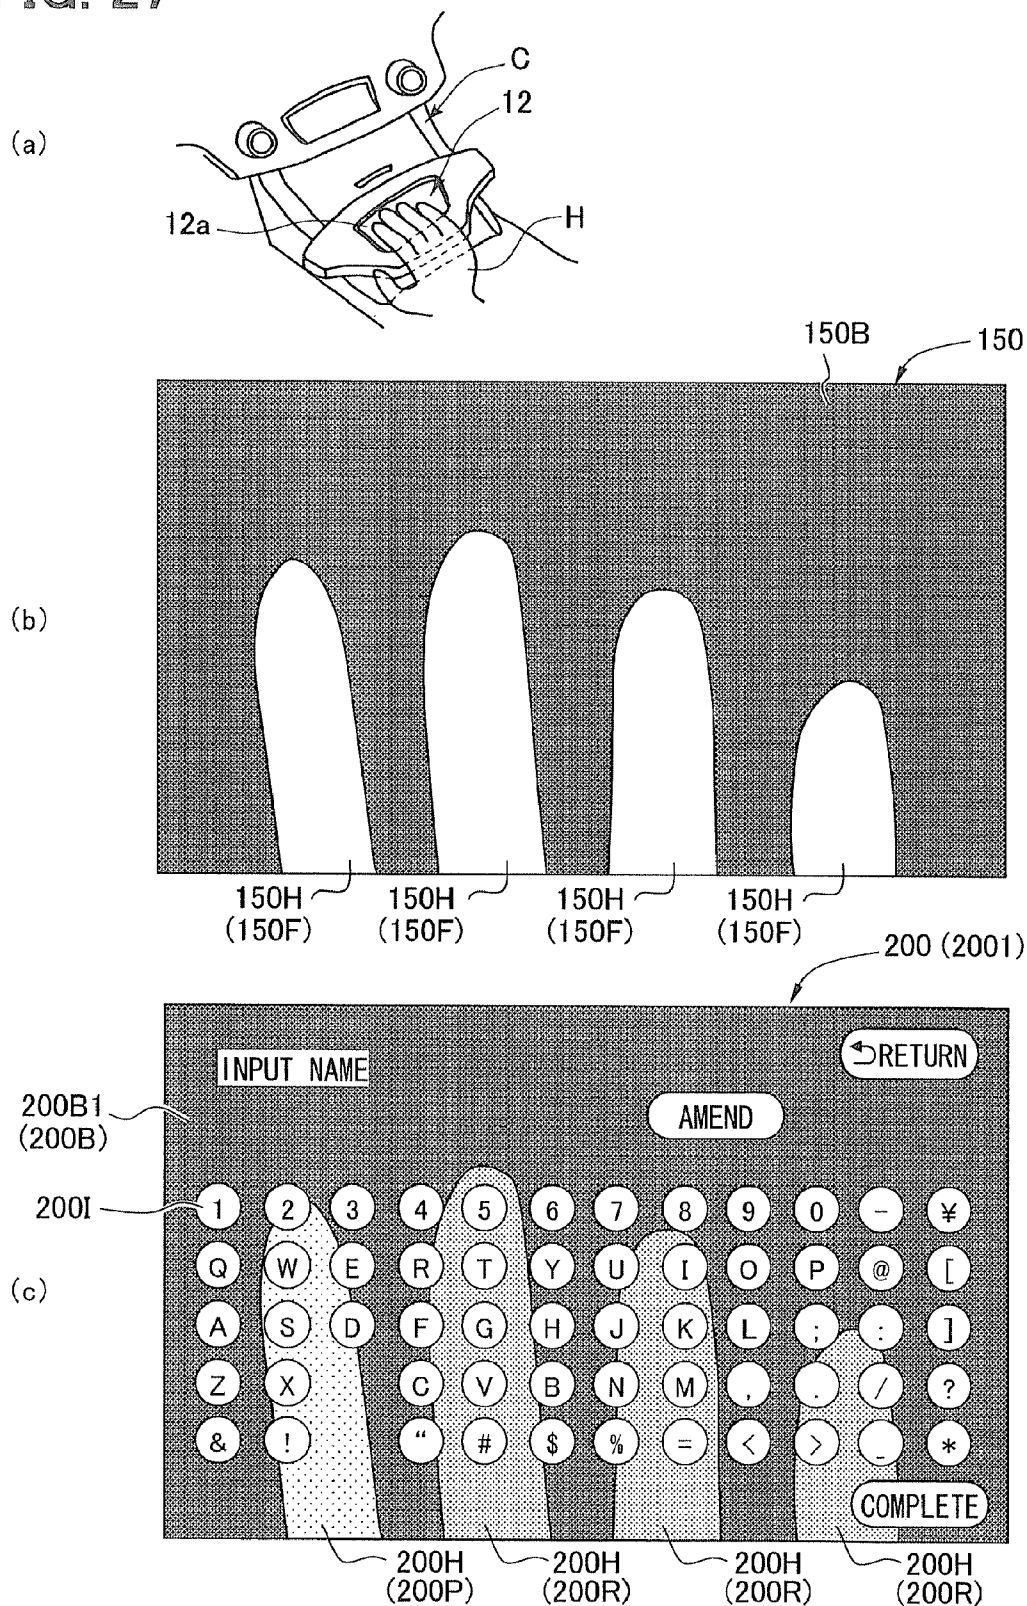 FIG. 27
(a)
C
12
12a
H
150B
150
(b)
150H 150H 150H 150H
(150F) (150F) (150F) (150F)
200 (2001)
INPUT NAME
RETURN
200B1
(200B)
AMEND
200I
1 2 3 4 5 6 7 8 9 0 − ¥
Q W E R T Y U I O P @ [
(c)
A S D F G H J K L ; : ]
Z X C V B N M , . / ?
& ! “ # $ % = < > _ *
COMPLETE
200H 200H 200H 200H
(200P) (200R) (200R) (200R)